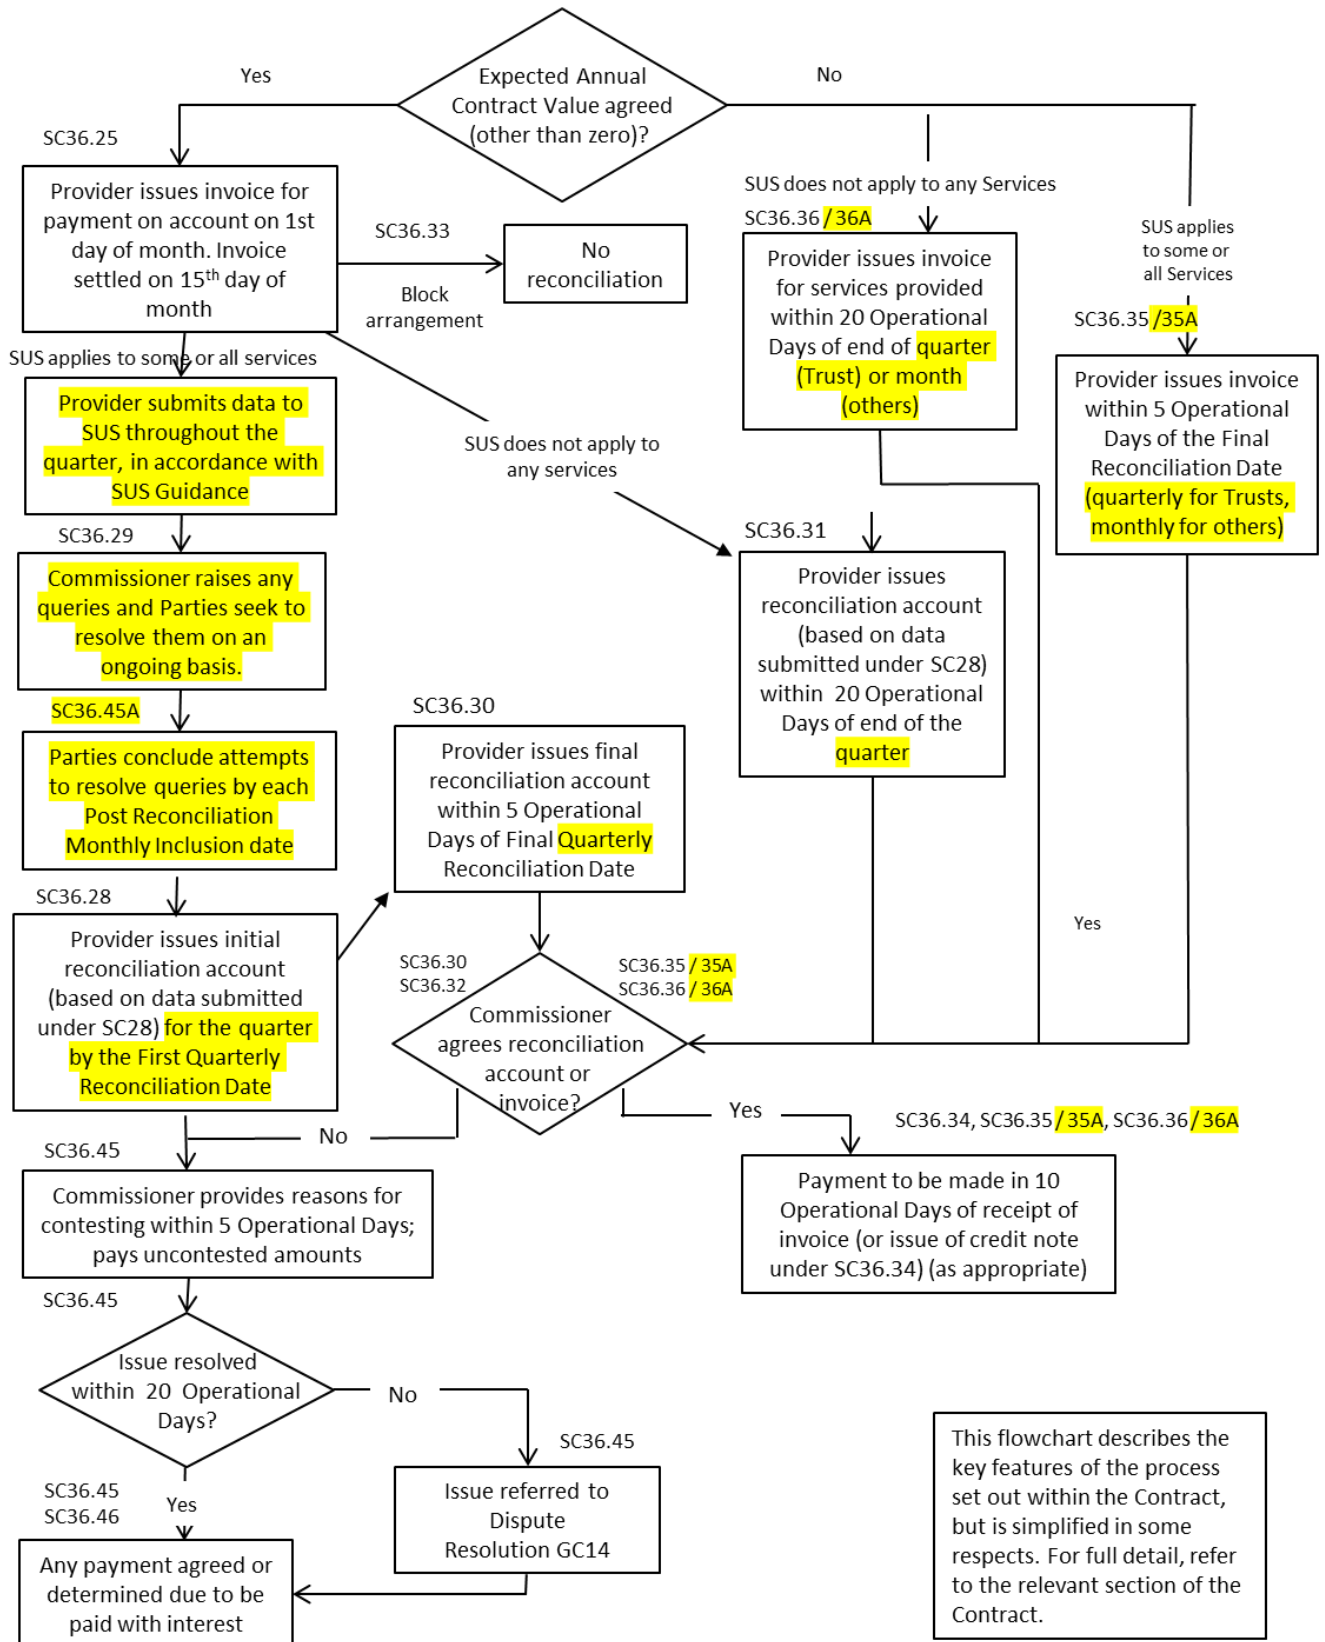 Yes
Expected Annual
Contract Value agreed
(other than zero)?
No
SC36.25
Provider issues invoice for
payment on account on 1st
day of month. Invoice
settled on 15th day of
month
SC36.33
Block
arrangement
No
reconciliation
SUS does not apply to any Services
SC36.36 / 36A
Provider issues invoice
for services provided
within 20 Operational
Days of end of quarter
(Trust) or month
(others)
SUS applies
to some or
all Services
SC36.35 /35A
Provider issues invoice
within 5 Operational
Days of the Final
Reconciliation Date
(quarterly for Trusts,
monthly for others)
SUS applies to some or all services
Provider submits data to
SUS throughout the
quarter, in accordance with
SUS Guidance
SUS does not apply to
any services
SC36.29
Commissioner raises any
queries and Parties seek to
resolve them on an
ongoing basis.
SC36.31
Provider issues
reconciliation account
(based on data
submitted under SC28)
within 20 Operational
Days of end of the
quarter
SC36.45A
Parties conclude attempts
to resolve queries by each
Post Reconciliation
Monthly Inclusion date
SC36.30
Provider issues final
reconciliation account
within 5 Operational
Days of Final Quarterly
Reconciliation Date
SC36.28
Provider issues initial
reconciliation account
(based on data submitted
under SC28) for the quarter
by the First Quarterly
Reconciliation Date
Yes
SC36.30
SC36.32
SC36.35 / 35A
SC36.36 / 36A
Commissioner
agrees reconciliation
account or
invoice?
No
Yes
SC36.34, SC36.35 / 35A, SC36.36 / 36A
Payment to be made in 10
Operational Days of receipt of
invoice (or issue of credit note
under SC36.34) (as appropriate)
SC36.45
Commissioner provides reasons for
contesting within 5 Operational Days;
pays uncontested amounts
SC36.45
Issue resolved
within 20 Operational
Days?
No
SC36.45
Issue referred to
Dispute
Resolution GC14
SC36.45
SC36.46
Yes
Any payment agreed or
determined due to be
paid with interest
This flowchart describes the
key features of the process
set out within the Contract,
but is simplified in some
respects. For full detail, refer
to the relevant section of the
Contract.